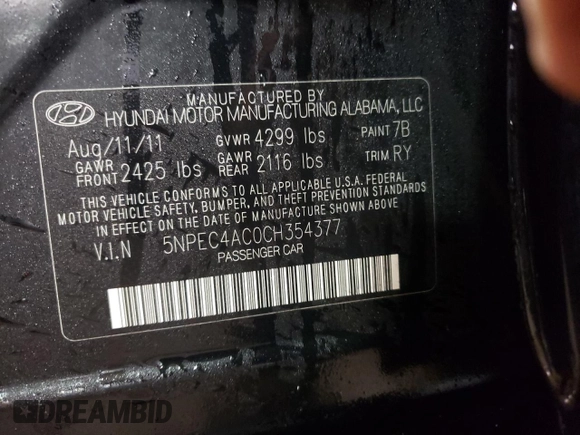 MANUFACTURED BY
HYUNDAI MOTOR MANUFACTURING ALABAMA, LLC
Aug/11/11 GVWR 4299 lbs PAINT 7B
GAWR FRONT 2425 lbs GAWR REAR 2116 lbs TRIM RY
THIS VEHICLE CONFORMS TO ALL APPLICABLE U.S.A. FEDERAL
MOTOR VEHICLE SAFETY, BUMPER, AND THEFT PREVENTION STANDARDS
IN EFFECT ON THE DATE OF MANUFACTURE SHOWN ABOVE.
V.I.N 5NPEC4AC0CH354377
PASSENGER CAR
DREAMBID